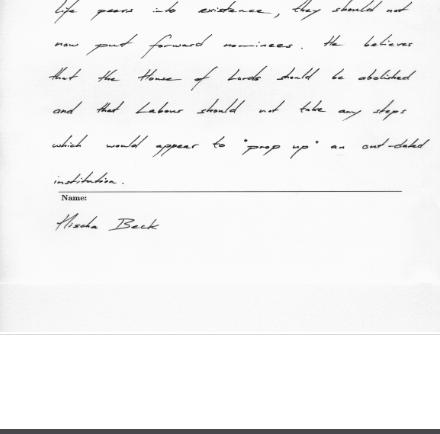 life peers into existence, they should not
now put forward nominees. He believes
that the House of Lords should be abolished
and that Labour should not take any steps
which would appear to "prop up" an out-dated
institution.
Name:
Mischa Beck